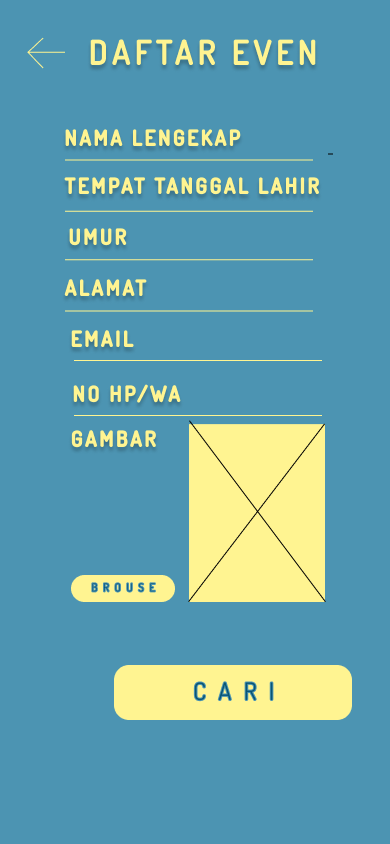 DAFTAR EVEN
NAMA LENGEKAP
-
TEMPAT TANGGAL LAHIR
UMUR
ALAMAT
EMAIL
NO HP/WA
GAMBAR
BROUSE
CARI